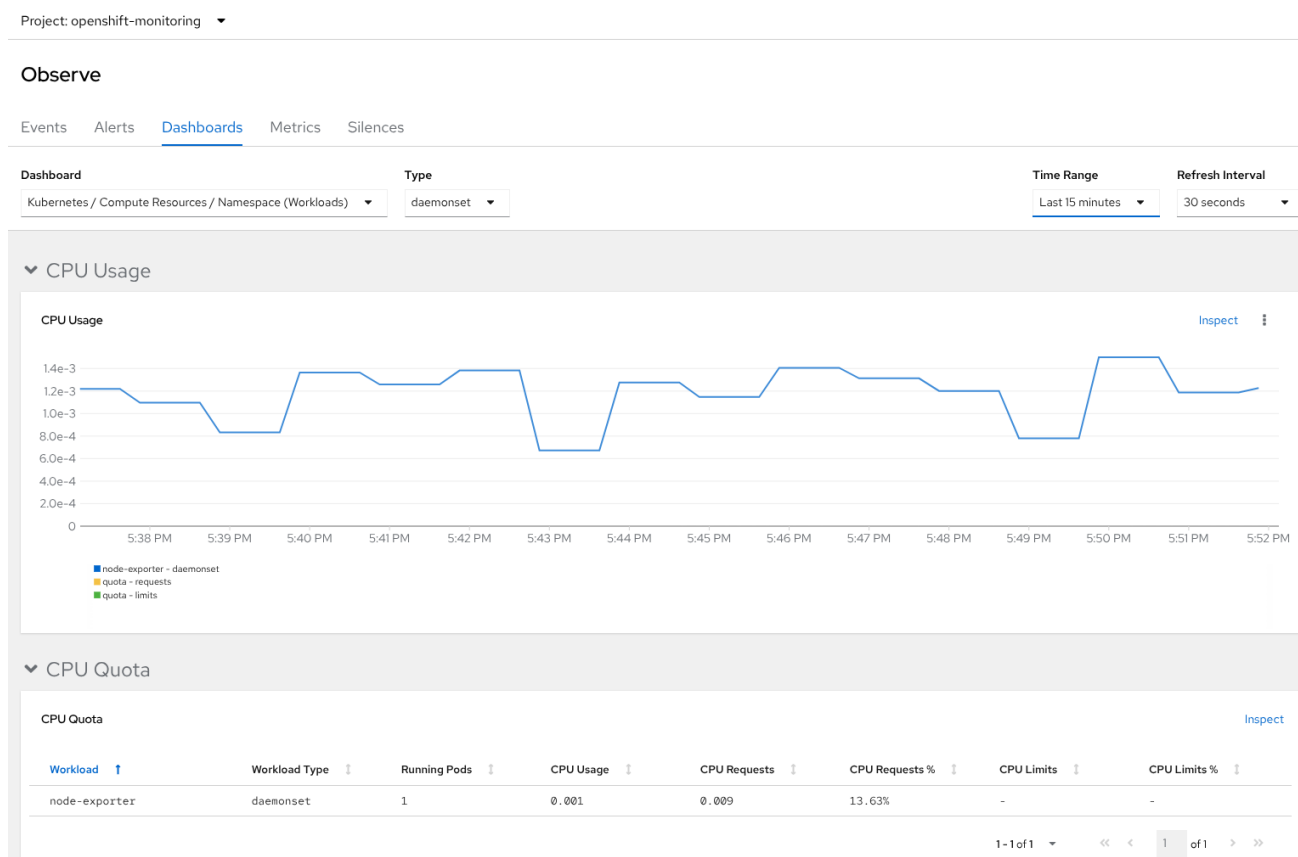 Project: openshift-monitoring
Observe
Events Alerts Dashboards Metrics Silences
Dashboard Type Time Range Refresh Interval
Kubernetes / Compute Resources / Namespace (Workloads) daemonset Last 15 minutes 30 seconds
CPU Usage
CPU Usage Inspect
1.4e-3
1.2e-3
1.0e-3
8.0e-4
6.0e-4
4.0e-4
2.0e-4
0
5:38 PM 5:39 PM 5:40 PM 5:41 PM 5:42 PM 5:43 PM 5:44 PM 5:45 PM 5:46 PM 5:47 PM 5:48 PM 5:49 PM 5:50 PM 5:51 PM 5:52 PM
node-exporter - daemonset
quota - requests
quota - limits
CPU Quota
CPU Quota Inspect
Workload Workload Type Running Pods CPU Usage CPU Requests CPU Requests % CPU Limits CPU Limits %
node-exporter daemonset 1 0.001 0.009 13.63% - -
1 - 1 of 1 1 of 1